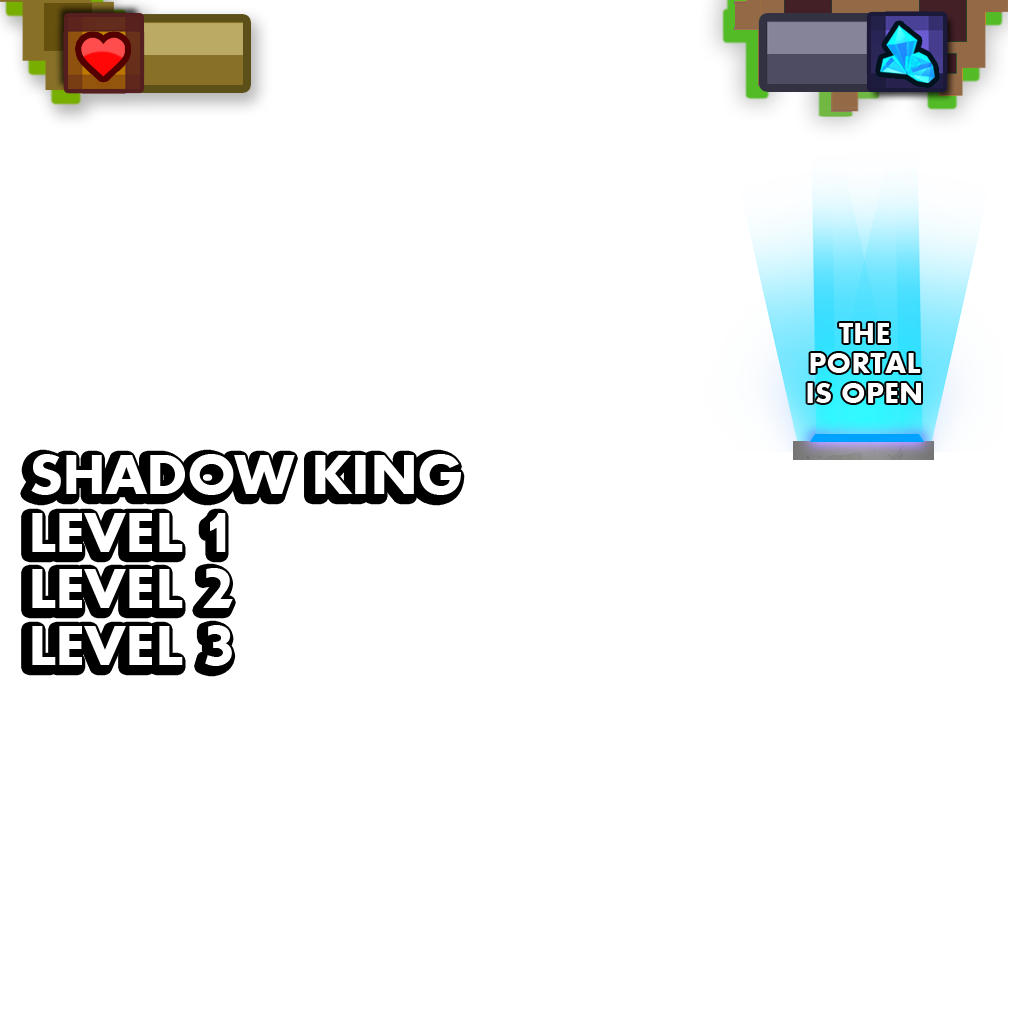 THE
PORTAL
IS OPEN
SHADOW KING
LEVEL 1
LEVEL 2
LEVEL 3